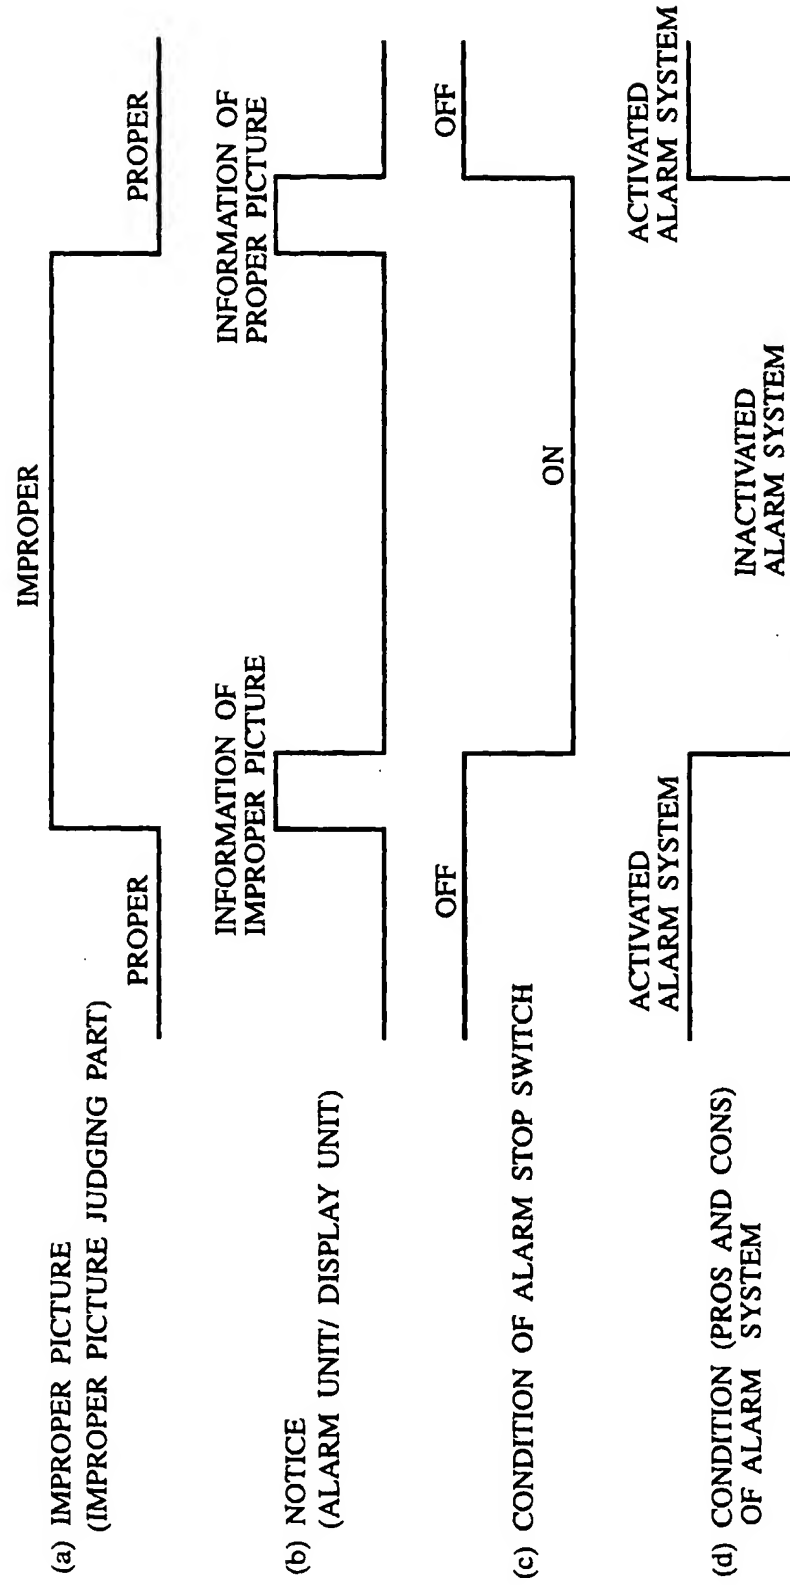 (a) IMPROPER PICTURE
(IMPROPER PICTURE JUDGING PART)
PROPER
IMPROPER
PROPER
(b) NOTICE
(ALARM UNIT/ DISPLAY UNIT)
INFORMATION OF
IMPROPER PICTURE
INFORMATION OF
PROPER PICTURE
(c) CONDITION OF ALARM STOP SWITCH
OFF
ON
OFF
(d) CONDITION (PROS AND CONS)
OF ALARM SYSTEM
ACTIVATED
ALARM SYSTEM
INACTIVATED
ALARM SYSTEM
ACTIVATED
ALARM SYSTEM